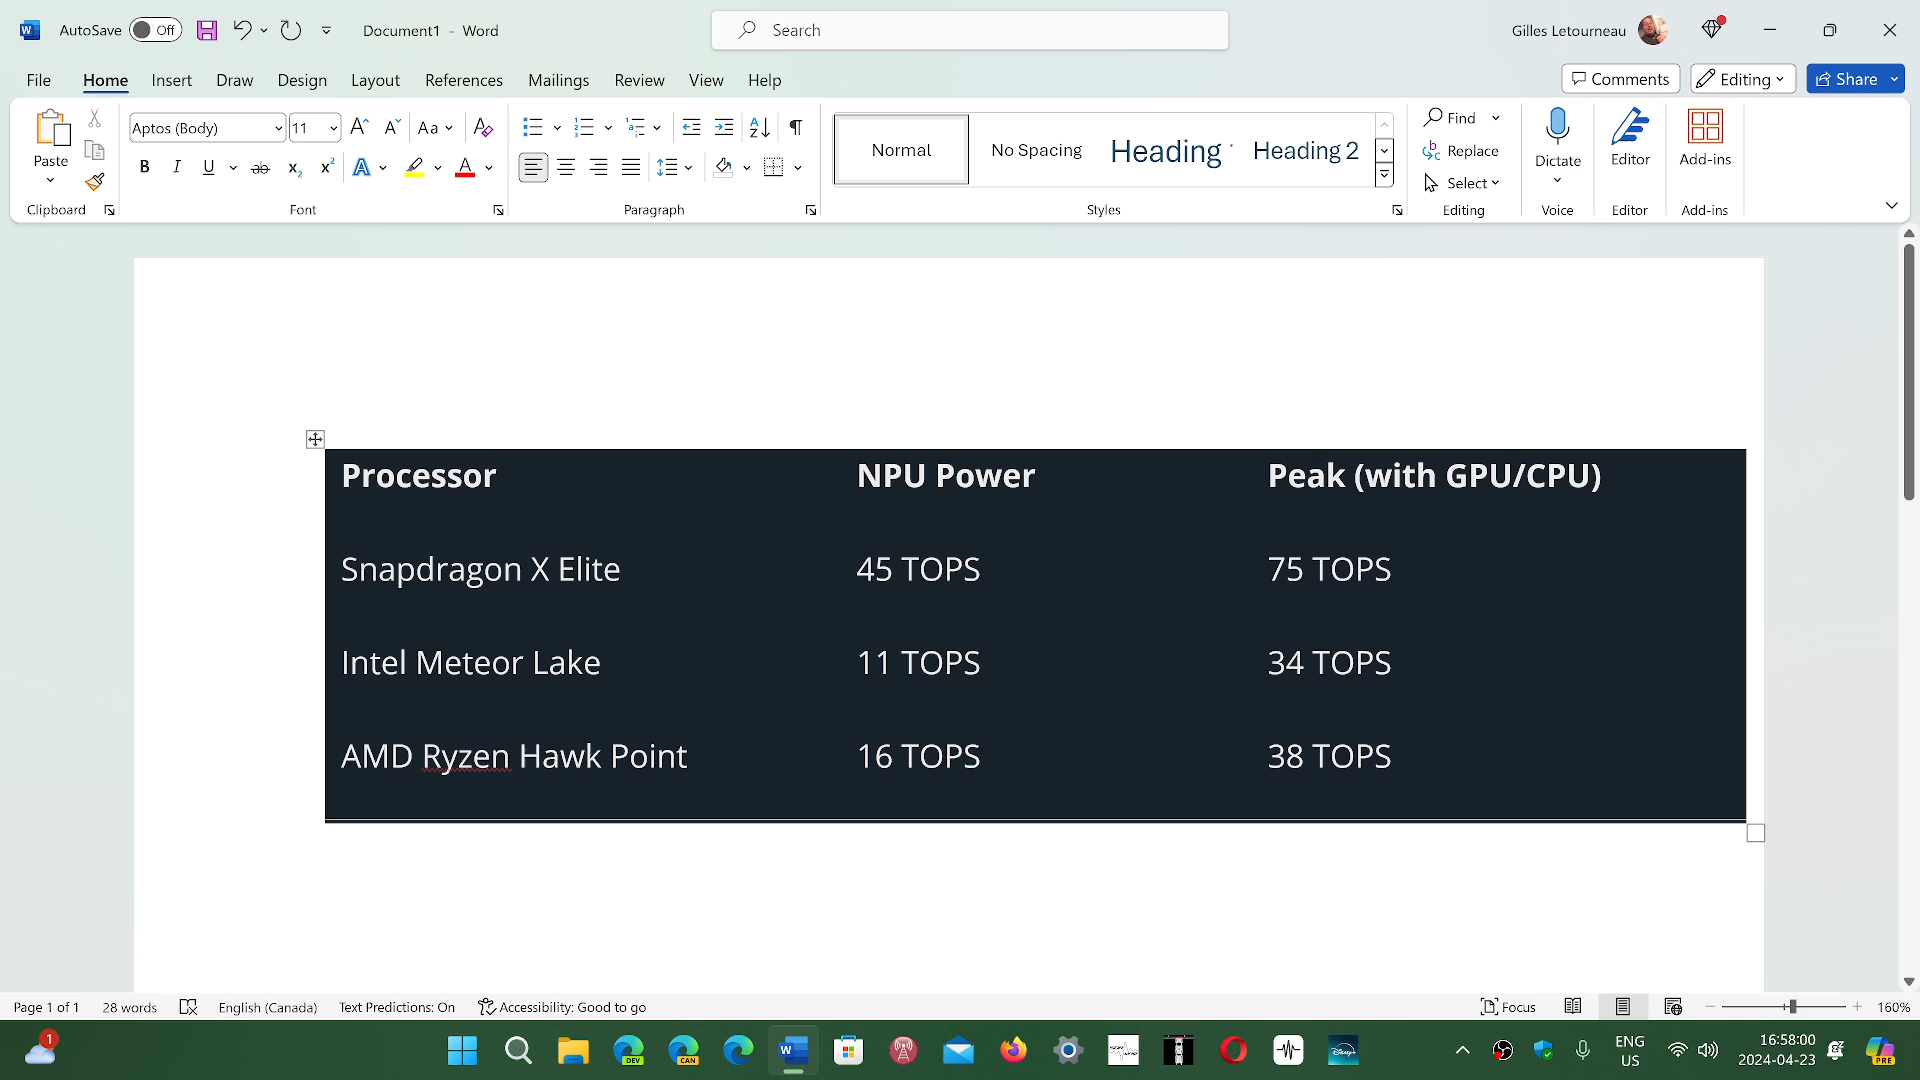 AutoSave Off Document1 - Word Search Gilles Letourneau
File Home Insert Draw Design Layout References Mailings Review View Help Comments Editing Share
Paste Aptos (Body) 11 Aa Normal No Spacing Heading Heading 2 Find Replace Select Dictate Editor Add-ins
Clipboard Font Paragraph Styles Editing Voice Editor Add-ins
Processor NPU Power Peak (with GPU/CPU)
Snapdragon X Elite 45 TOPS 75 TOPS
Intel Meteor Lake 11 TOPS 34 TOPS
AMD Ryzen Hawk Point 16 TOPS 38 TOPS
Page 1 of 1 28 words English (Canada) Text Predictions: On Accessibility: Good to go Focus 160%
1 DEV CAN Disney+ ENG 16:58:00
US 2024-04-23 PRE